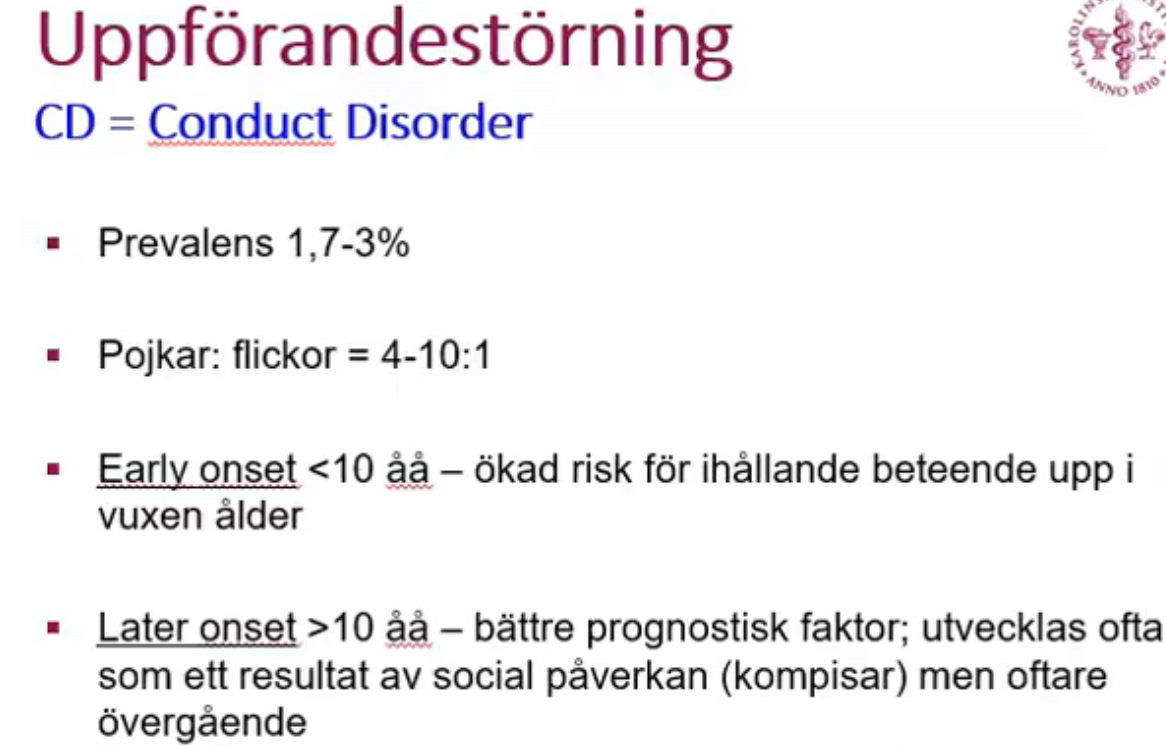 Uppförandestörning
CD = Conduct Disorder
▪ Prevalens 1,7-3%
▪ Pojkar: flickor = 4-10:1
▪ Early onset <10 åå – ökad risk för ihållande beteende upp i
vuxen ålder
▪ Later onset >10 åå – bättre prognostisk faktor; utvecklas ofta
som ett resultat av social påverkan (kompisar) men oftare
övergående
ANNO 1810